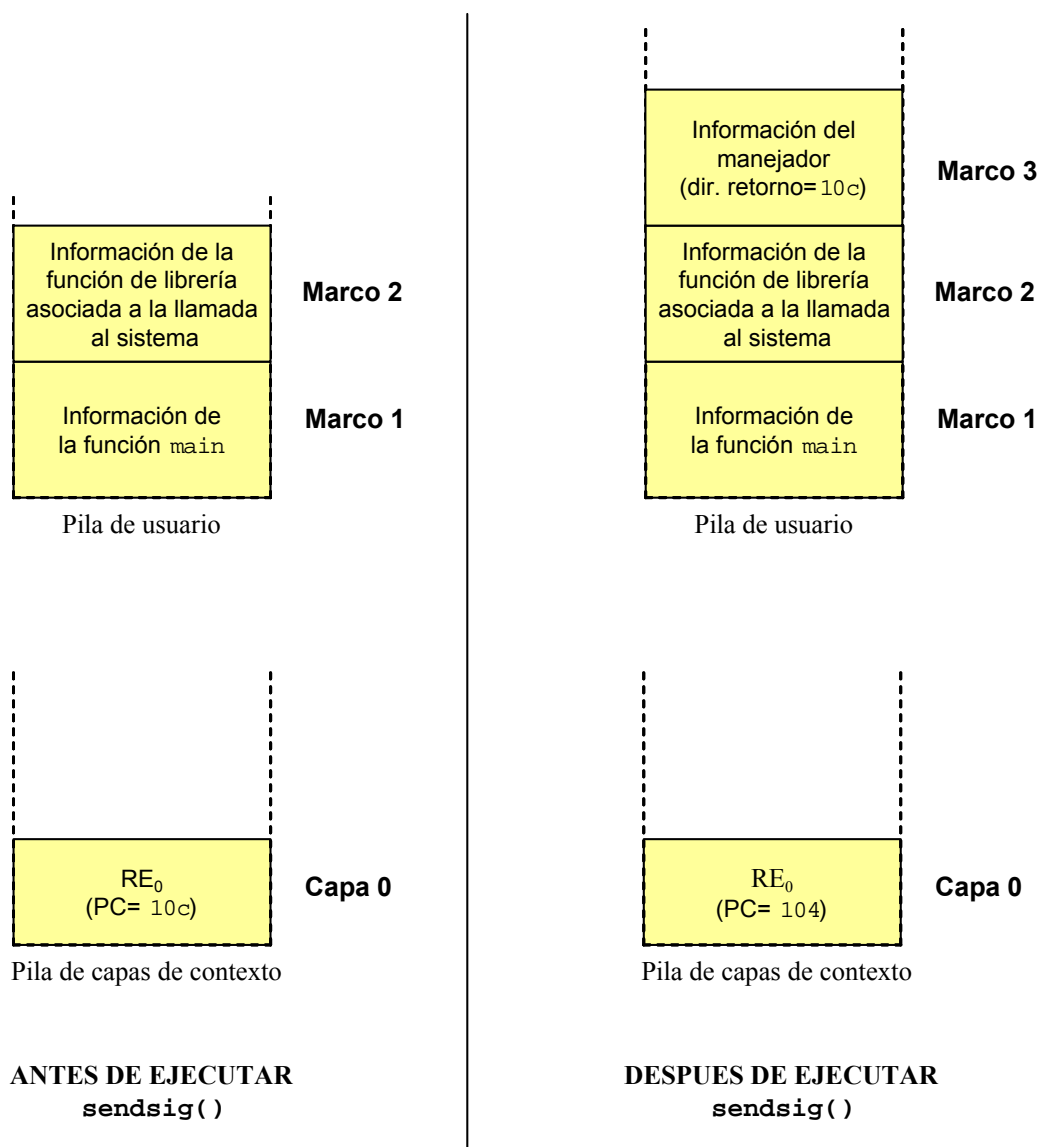 Información de la
función de librería
asociada a la llamada
al sistema
Marco 2
Información de
la función main
Marco 1
Pila de usuario
RE₀
(PC= 10c)
Capa 0
Pila de capas de contexto
ANTES DE EJECUTAR
sendsig()
Información del
manejador
(dir. retorno= 10c)
Marco 3
Información de la
función de librería
asociada a la llamada
al sistema
Marco 2
Información de
la función main
Marco 1
Pila de usuario
RE₀
(PC= 104)
Capa 0
Pila de capas de contexto
DESPUES DE EJECUTAR
sendsig()